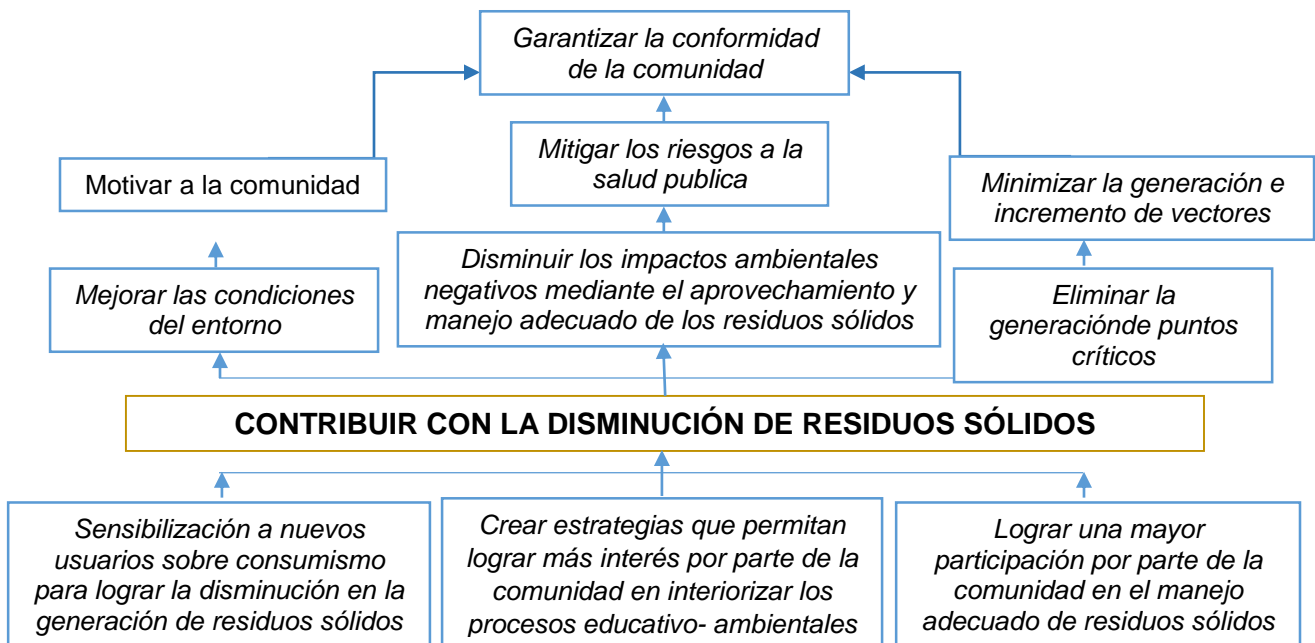 Garantizar la conformidad
de la comunidad
Motivar a la comunidad
Mitigar los riesgos a la
salud publica
Minimizar la generación e
incremento de vectores
Mejorar las condiciones
del entorno
Disminuir los impactos ambientales
negativos mediante el aprovechamiento y
manejo adecuado de los residuos sólidos
Eliminar la
generaciónde puntos
críticos
CONTRIBUIR CON LA DISMINUCIÓN DE RESIDUOS SÓLIDOS
Sensibilización a nuevos
usuarios sobre consumismo
para lograr la disminución en la
generación de residuos sólidos
Crear estrategias que permitan
lograr más interés por parte de la
comunidad en interiorizar los
procesos educativo- ambientales
Lograr una mayor
participación por parte de la
comunidad en el manejo
adecuado de residuos sólidos